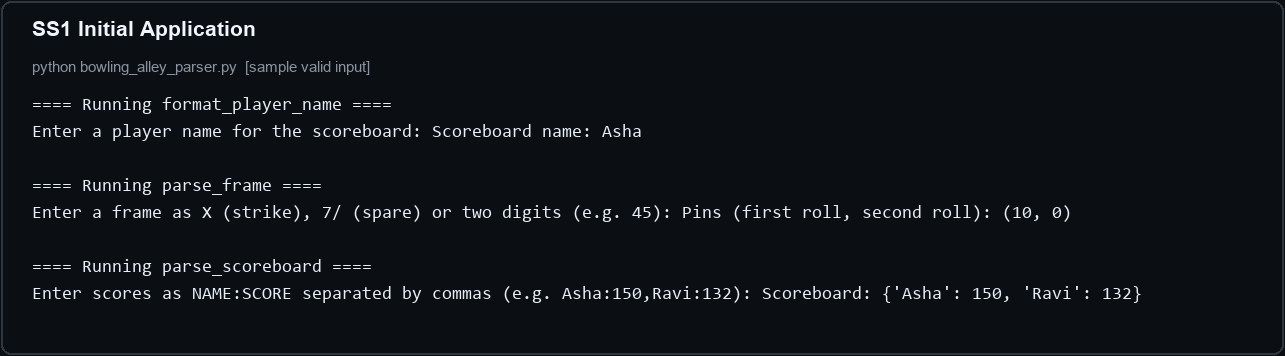 SS1 Initial Application
python bowling_alley_parser.py [sample valid input]
==== Running format_player_name ====
Enter a player name for the scoreboard: Scoreboard name: Asha
==== Running parse_frame ====
Enter a frame as X (strike), 7/ (spare) or two digits (e.g. 45): Pins (first roll, second roll): (10, 0)
==== Running parse_scoreboard ====
Enter scores as NAME:SCORE separated by commas (e.g. Asha:150,Ravi:132): Scoreboard: {'Asha': 150, 'Ravi': 132}